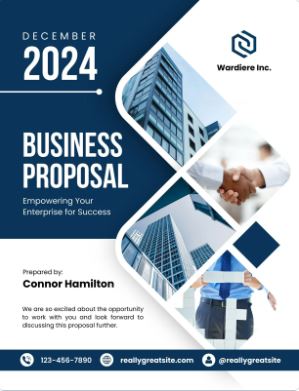 DECEMBER
2024
Wardiere Inc.
BUSINESS
PROPOSAL
Empowering Your
Enterprise for Success
Prepared by:
Connor Hamilton
We are so excited about the opportunity
to work with you and look forward to
discussing this proposal further.
123-456-7890 reallygreatsite.com @reallygreatsite